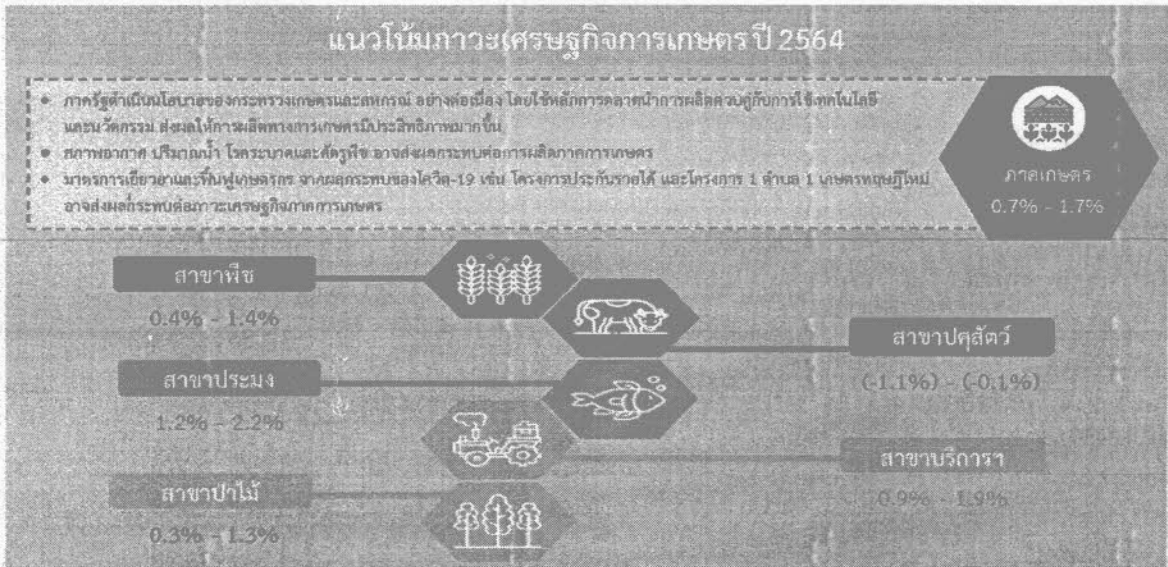 แนวโน้มภาวะเศรษฐกิจการเกษตร ปี 2564
• ภาครัฐดำเนินนโยบายของกระทรวงเกษตรและสหกรณ์ อย่างต่อเนื่อง โดยใช้หลักการตลาดนำการผลิตควบคู่กับการใช้เทคโนโลยี
และนวัตกรรม ส่งผลให้การผลิตทางการเกษตรมีประสิทธิภาพมากขึ้น
• สภาพอากาศ ปริมาณน้ำ โรคระบาดและศัตรูพืช อาจส่งผลกระทบต่อการผลิตภาคการเกษตร
• มาตรการเยียวยาและฟื้นฟูเกษตรกร จากผลกระทบของโควิด-19 เช่น โครงการประกันรายได้ และโครงการ 1 ตำบล 1 เกษตรทฤษฎีใหม่
อาจส่งผลกระทบต่อภาวะเศรษฐกิจภาคการเกษตร
ภาคเกษตร
0.7% - 1.7%
สาขาพืช
0.4% - 1.4%
สาขาปศุสัตว์
(-1.1%) - (-0.1%)
สาขาประมง
1.2% - 2.2%
สาขาบริการฯ
0.9% - 1.9%
สาขาป่าไม้
0.3% - 1.3%